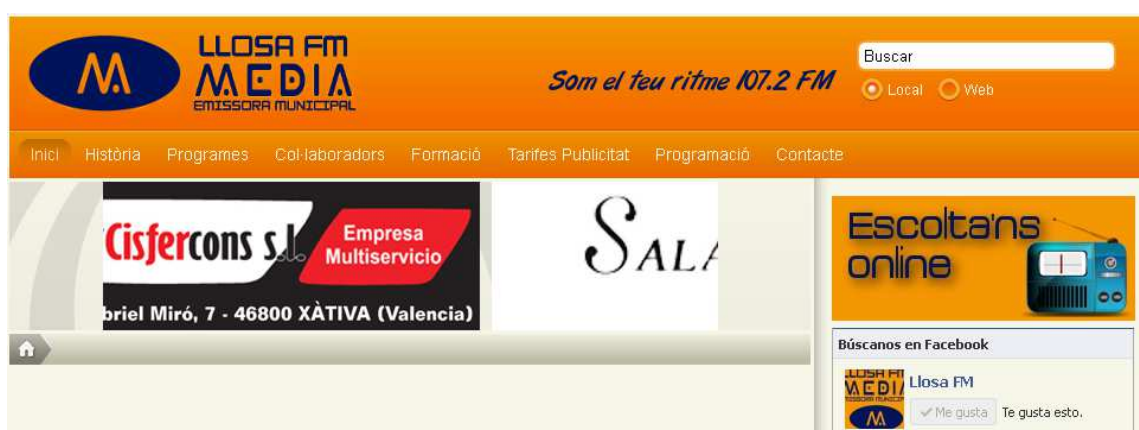 LLOSA FM
MEDIA
EMISSORA MUNICIPAL
Som el teu ritme 107.2 FM
Buscar
Local Web
Inici Història Programes Col·laboradors Formació Tarifes Publicitat Programació Contacte
Cisfercons s.l.
Empresa
Multiservicio
briel Miró, 7 - 46800 XÀTIVA (Valencia)
SALA
Escolta'ns
online
Búscanos en Facebook
LLOSA FM
MEDIA
Llosa FM
Me gusta Te gusta esto.